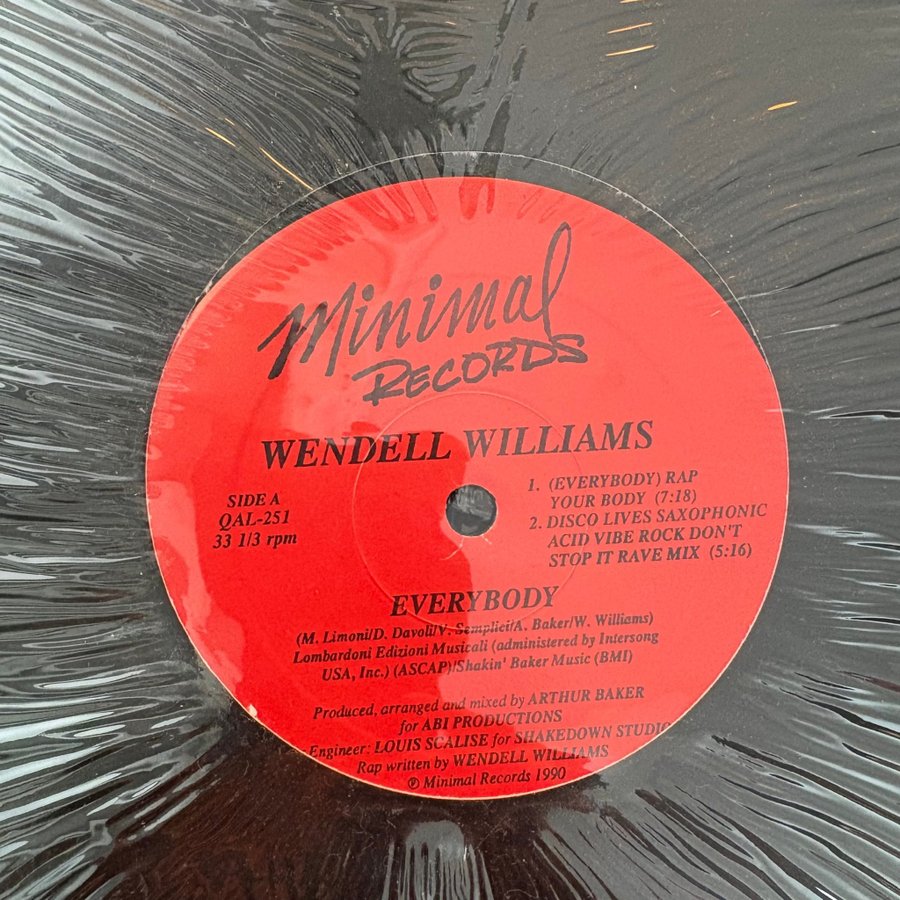 Minimal
RECORDS
WENDELL WILLIAMS
SIDE A
QAL-251
33 1/3 rpm
1. (EVERYBODY) RAP
YOUR BODY (7:18)
2. DISCO LIVES SAXOPHONIC
ACID VIBE ROCK DON'T
STOP IT RAVE MIX (5:16)
EVERYBODY
(M. Limoni/D. Davoli/V. Semplici/A. Baker/W. Williams)
Lombardoni Edizioni Musicali (administered by Intersong
USA, Inc.) (ASCAP)/Shakin' Baker Music (BMI)
Produced, arranged and mixed by ARTHUR BAKER
for ABI PRODUCTIONS
Engineer: LOUIS SCALISE for SHAKEDOWN STUDIO
Rap written by WENDELL WILLIAMS
℗ Minimal Records 1990